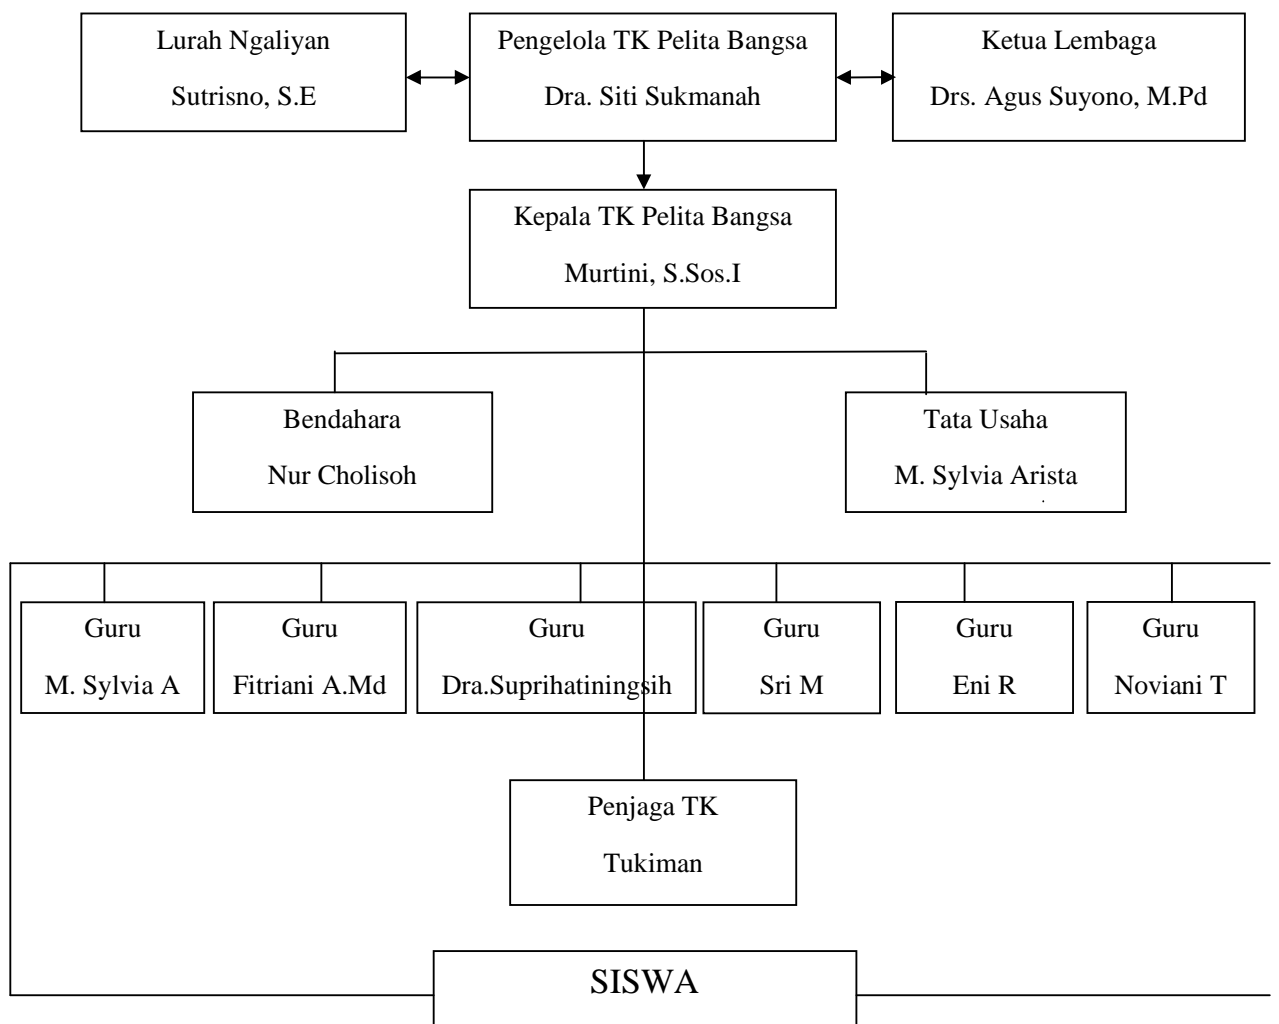 Lurah Ngaliyan
Sutrisno, S.E
Pengelola TK Pelita Bangsa
Dra. Siti Sukmanah
Ketua Lembaga
Drs. Agus Suyono, M.Pd
Kepala TK Pelita Bangsa
Murtini, S.Sos.I
Bendahara
Nur Cholisoh
Tata Usaha
M. Sylvia Arista
Guru
M. Sylvia A
Guru
Fitriani A.Md
Guru
Dra.Suprihatiningsih
Guru
Sri M
Guru
Eni R
Guru
Noviani T
Penjaga TK
Tukiman
SISWA